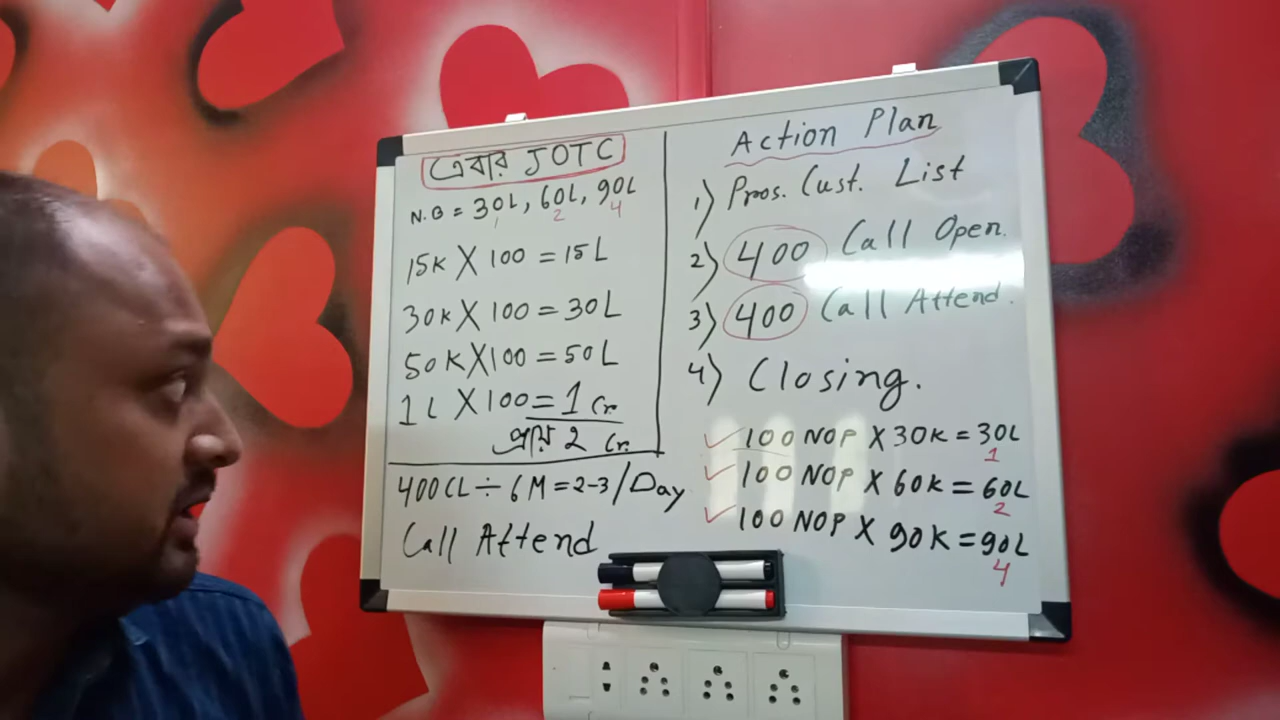 এবার JOTC
N.B = 30L, 60L, 90L
1 2 4
15K X 100 = 15L
30K X 100 = 30L
50K X 100 = 50L
1L X 100 = 1 Cr.
প্রায় 2 Cr.
400CL ÷ 6M = 2-3/Day
Call Attend
Action Plan
1) Pros. Cust. List
2) 400 Call Open.
3) 400 Call Attend.
4) Closing.
✓ 100 NOP X 30K = 30L
1
✓ 100 NOP X 60K = 60L
2
✓ 100 NOP X 90K = 90L
4